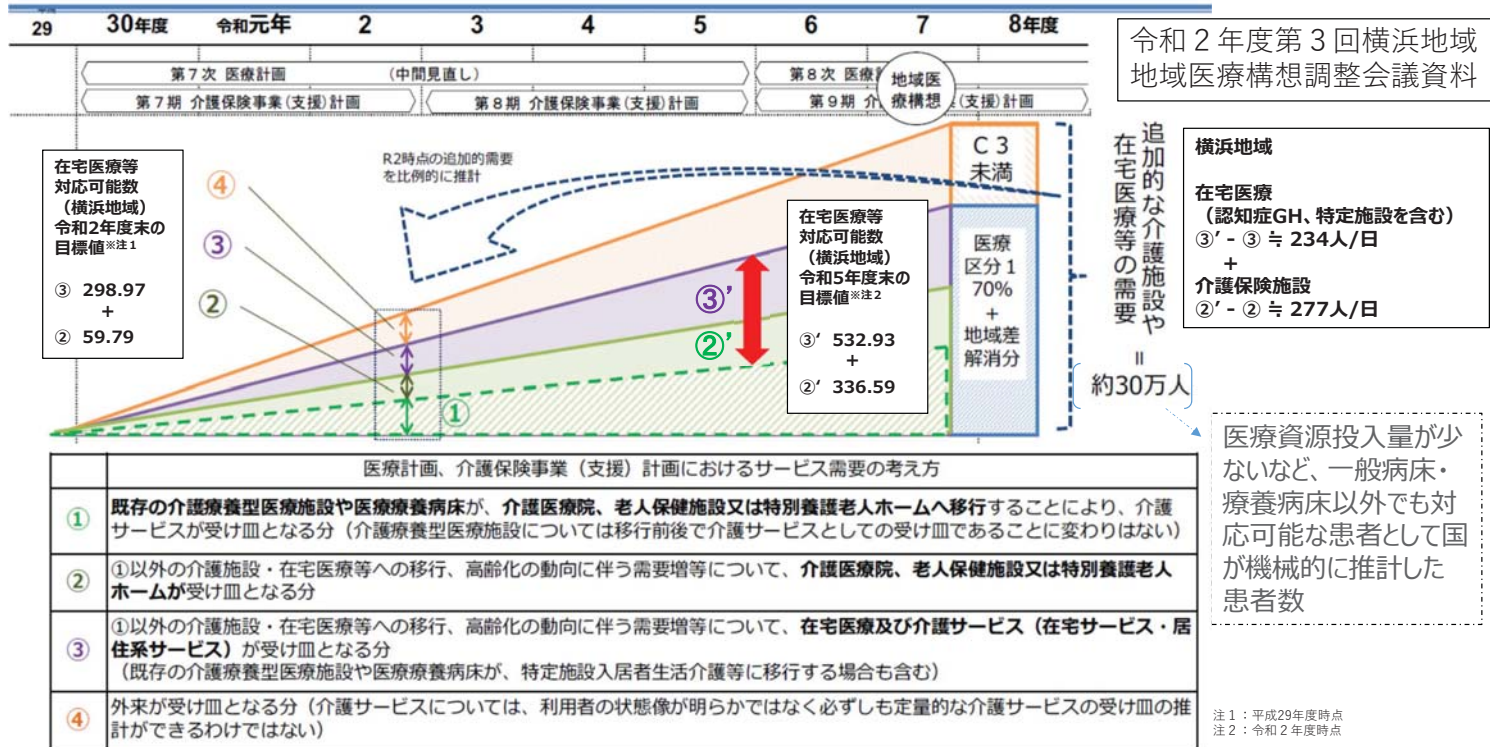 29 30年度 令和元年 2 3 4 5 6 7 8年度
令和２年度第３回横浜地域
地域医療構想調整会議資料
第7次 医療計画 (中間見直し)
第8次 医療
地域医
療構想
第7期 介護保険事業(支援)計画
第8期 介護保険事業(支援)計画
第9期 介
(支援)計画
在宅医療等
対応可能数
（横浜地域）
令和2年度末の
目標値※注1
③ 298.97
+
② 59.79
R2時点の追加的需要
を比例的に推計
④
③
②
①
③’
②’
在宅医療等
対応可能数
（横浜地域）
令和5年度末の
目標値※注2
③‘ 532.93
+
②‘ 336.59
C３
未満
医療
区分１
70%
+
地域差
解消分
追加的な介護施設や
在宅医療等の需要
＝
約30万人
横浜地域
在宅医療
（認知症GH、特定施設を含む）
③’ - ③ ≒ 234人/日
+
介護保険施設
②’ - ② ≒ 277人/日
医療資源投入量が少
ないなど、一般病床・
療養病床以外でも対
応可能な患者として国
が機械的に推計した
患者数
医療計画、介護保険事業（支援）計画におけるサービス需要の考え方
① 既存の介護療養型医療施設や医療療養病床が、介護医療院、老人保健施設又は特別養護老人ホームへ移行することにより、介護
サービスが受け皿となる分（介護療養型医療施設については移行前後で介護サービスとしての受け皿であることに変わりはない）
② ①以外の介護施設・在宅医療等への移行、高齢化の動向に伴う需要増等について、介護医療院、老人保健施設又は特別養護老人
ホームが受け皿となる分
③ ①以外の介護施設・在宅医療等への移行、高齢化の動向に伴う需要増等について、在宅医療及び介護サービス（在宅サービス・居
住系サービス）が受け皿となる分
（既存の介護療養型医療施設や医療療養病床が、特定施設入居者生活介護等に移行する場合も含む）
④ 外来が受け皿となる分（介護サービスについては、利用者の状態像が明らかではなく必ずしも定量的な介護サービスの受け皿の推
計ができるわけではない）
注１：平成29年度時点
注２：令和２年度時点